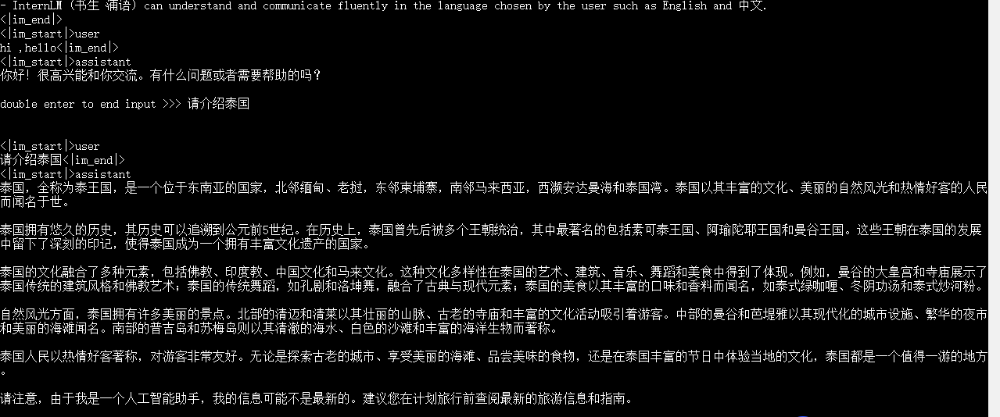 - InternLM (书生·浦语) can understand and communicate fluently in the language chosen by the user such as English and 中文.
<|im_end|>
<|im_start|>user
hi ,hello<|im_end|>
<|im_start|>assistant
你好！很高兴能和你交流。有什么问题或者需要帮助的吗？
double enter to end input >>> 请介绍泰国
<|im_start|>user
请介绍泰国<|im_end|>
<|im_start|>assistant
泰国，全称为泰王国，是一个位于东南亚的国家，北邻缅甸、老挝，东邻柬埔寨，南邻马来西亚，西濒安达曼海和泰国湾。泰国以其丰富的文化、美丽的自然风光和热情好客的人民
而闻名于世。
泰国拥有悠久的历史，其历史可以追溯到公元前5世纪。在历史上，泰国曾先后被多个王朝统治，其中最著名的包括素可泰王国、阿瑜陀耶王国和曼谷王国。这些王朝在泰国的发展
中留下了深刻的印记，使得泰国成为一个拥有丰富文化遗产的国家。
泰国的文化融合了多种元素，包括佛教、印度教、中国文化和马来文化。这种文化多样性在泰国的艺术、建筑、音乐、舞蹈和美食中得到了体现。例如，曼谷的大皇宫和寺庙展示了
泰国传统的建筑风格和佛教艺术；泰国的传统舞蹈，如孔剧和洛坤舞，融合了古典与现代元素；泰国的美食以其丰富的口味和香料而闻名，如泰式绿咖喱、冬阴功汤和泰式炒河粉。
自然风光方面，泰国拥有许多美丽的景点。北部的清迈和清莱以其壮丽的山脉、古老的寺庙和丰富的文化活动吸引着游客。中部的曼谷和芭堤雅以其现代化的城市设施、繁华的夜市
和美丽的海滩闻名。南部的普吉岛和苏梅岛则以其清澈的海水、白色的沙滩和丰富的海洋生物而著称。
泰国人民以热情好客著称，对游客非常友好。无论是探索古老的城市、享受美丽的海滩、品尝美味的食物，还是在泰国丰富的节日中体验当地的文化，泰国都是一个值得一游的地方
。
请注意，由于我是一个人工智能助手，我的信息可能不是最新的。建议您在计划旅行前查阅最新的旅游信息和指南。